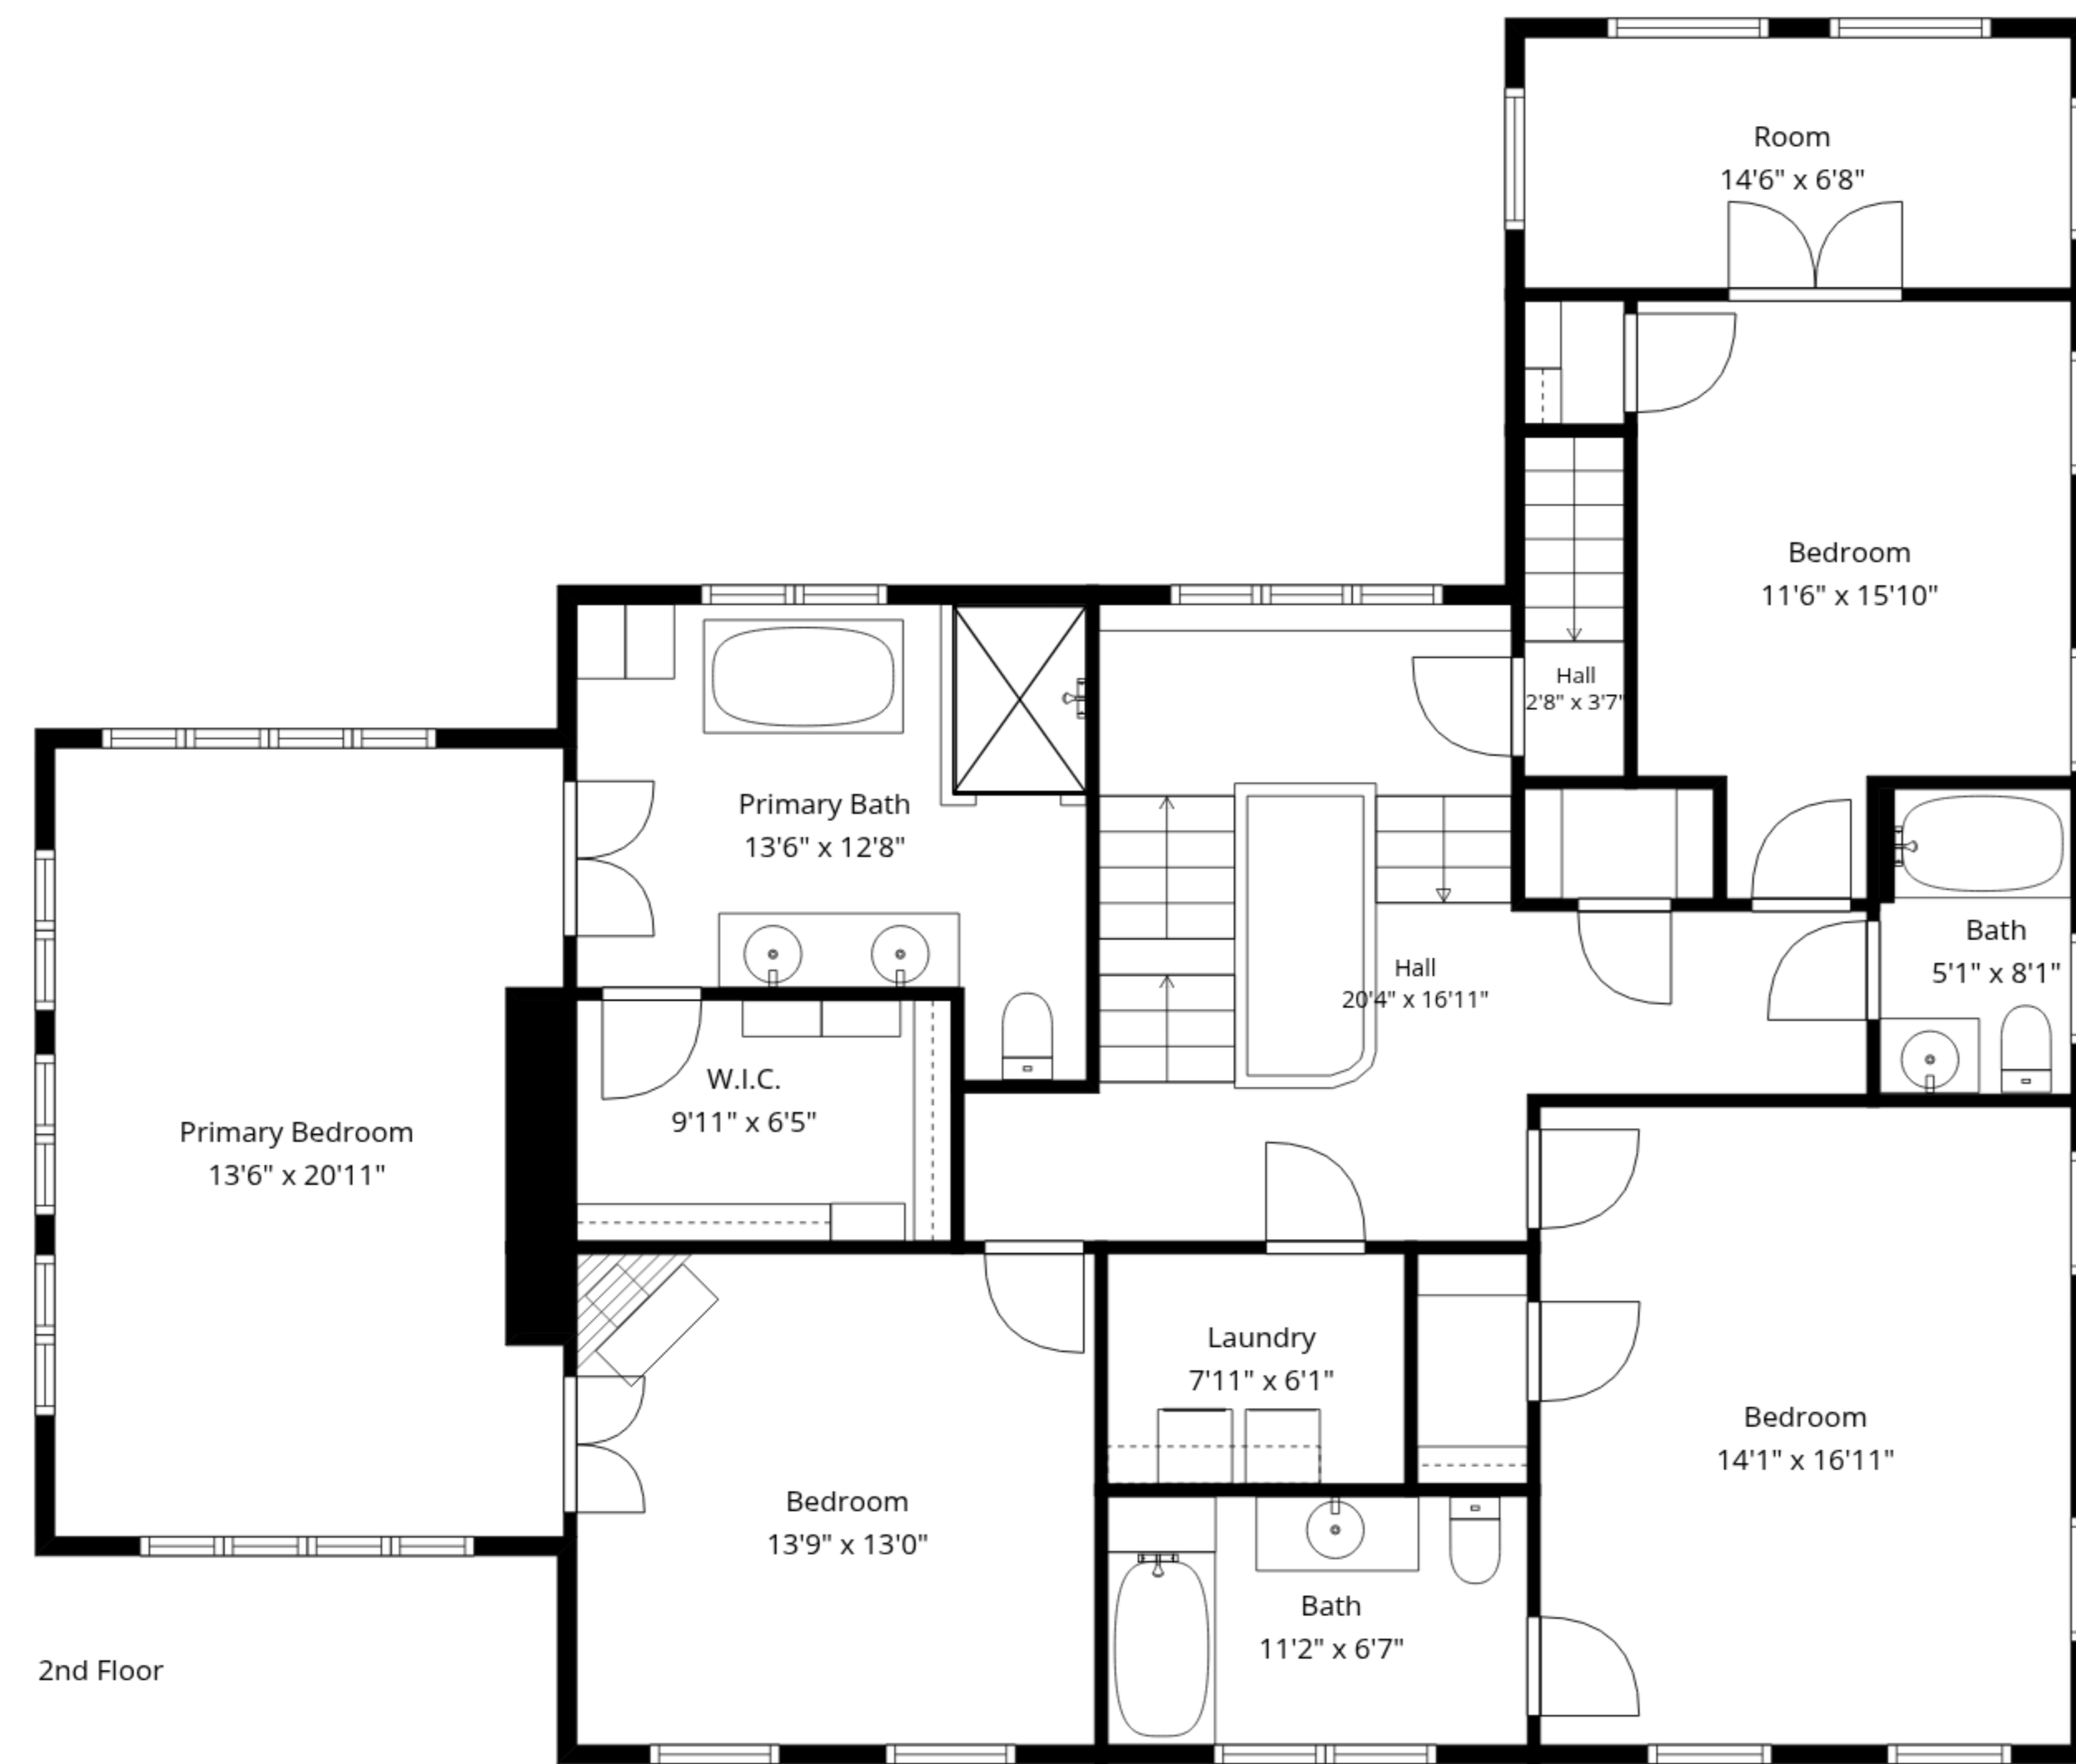 Room
14'6" x 6'8"
Bedroom
11'6" x 15'10"
Hall
2'8" x 3'7"
Primary Bath
13'6" x 12'8"
Bath
5'1" x 8'1"
Hall
20'4" x 16'11"
W.I.C.
9'11" x 6'5"
Primary Bedroom
13'6" x 20'11"
Laundry
7'11" x 6'1"
Bedroom
14'1" x 16'11"
Bedroom
13'9" x 13'0"
Bath
11'2" x 6'7"
2nd Floor